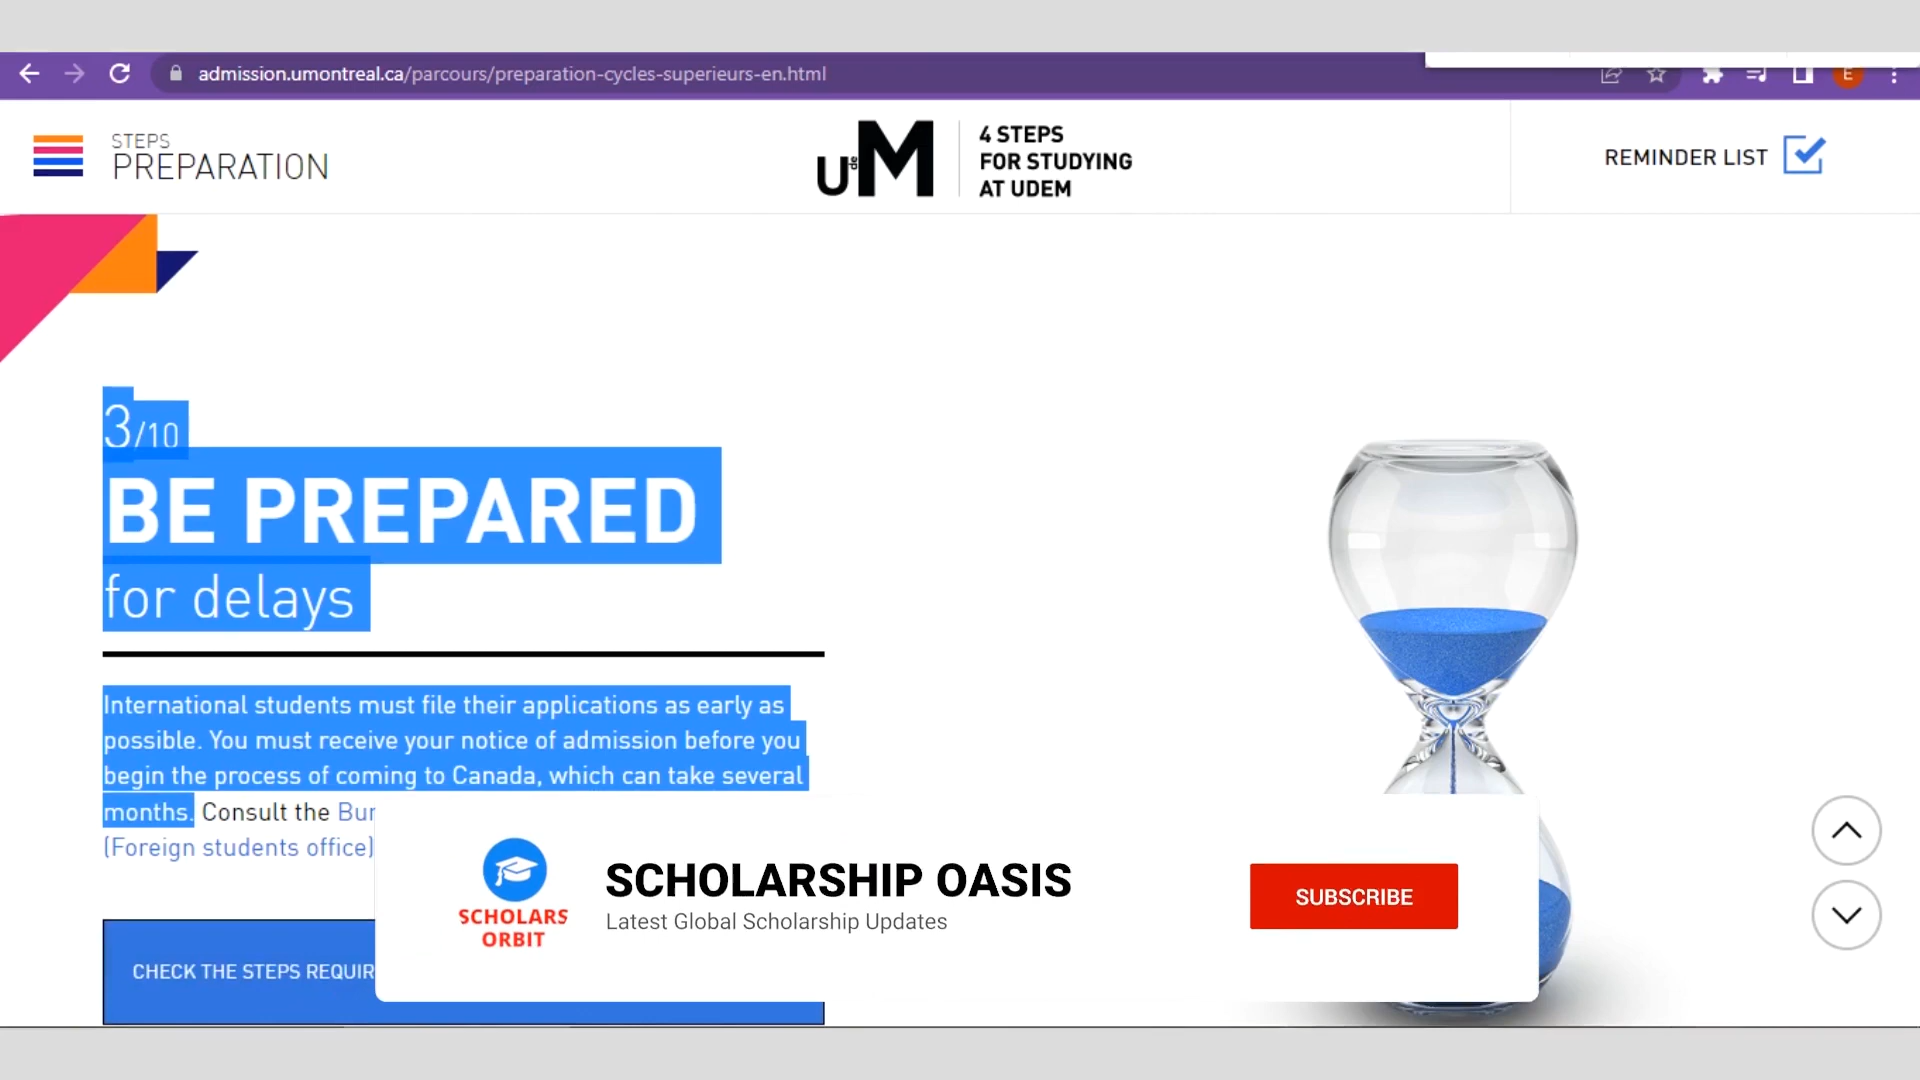 admission.umontreal.ca/parcours/preparation-cycles-superieurs-en.html
E
STEPS
PREPARATION
UdeM
4 STEPS
FOR STUDYING
AT UDEM
REMINDER LIST
3/10
BE PREPARED
for delays
International students must file their applications as early as
possible. You must receive your notice of admission before you
begin the process of coming to Canada, which can take several
months. Consult the
(Foreign students office)
CHECK THE STEPS
SCHOLARS
ORBIT
SCHOLARSHIP OASIS
Latest Global Scholarship Updates
SUBSCRIBE